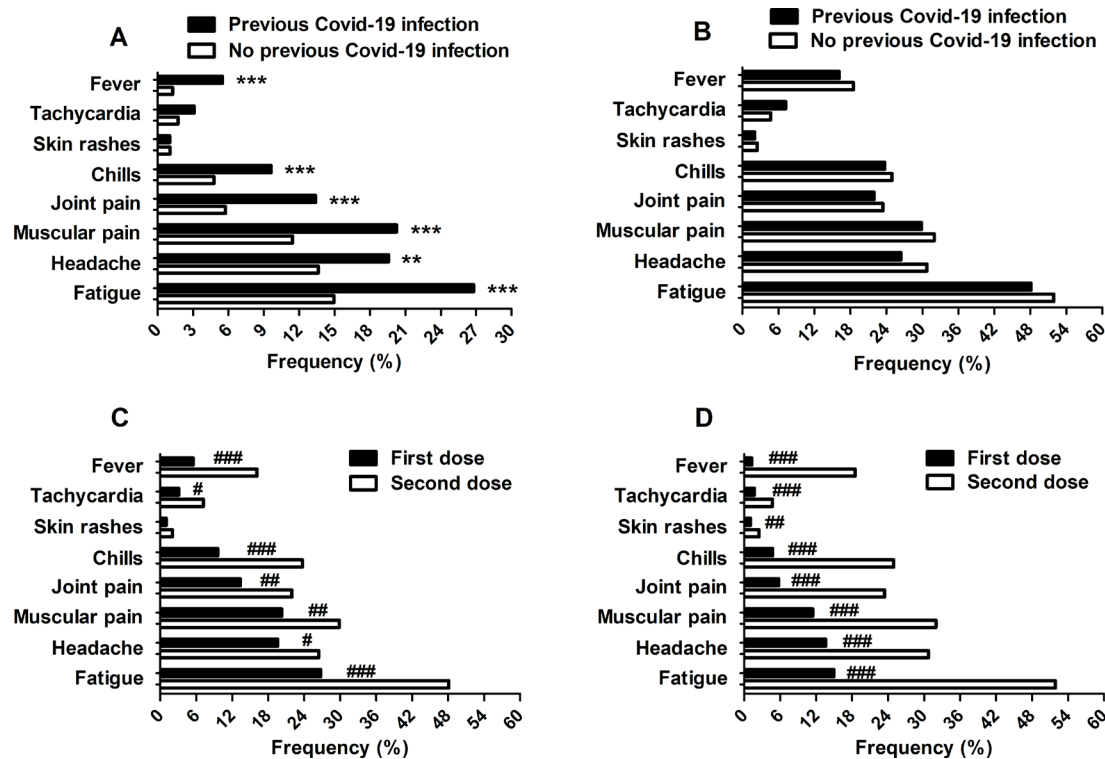 A
Previous Covid-19 infection
No previous Covid-19 infection
Fever ***
Tachycardia
Skin rashes
Chills ***
Joint pain ***
Muscular pain ***
Headache **
Fatigue ***
0 3 6 9 12 15 18 21 24 27 30
Frequency (%)
B
Previous Covid-19 infection
No previous Covid-19 infection
Fever
Tachycardia
Skin rashes
Chills
Joint pain
Muscular pain
Headache
Fatigue
0 6 12 18 24 30 36 42 48 54 60
Frequency (%)
C
First dose
Second dose
Fever ###
Tachycardia #
Skin rashes
Chills ###
Joint pain ##
Muscular pain ##
Headache #
Fatigue ###
0 6 12 18 24 30 36 42 48 54 60
Frequency (%)
D
First dose
Second dose
Fever ###
Tachycardia ###
Skin rashes ##
Chills ###
Joint pain ###
Muscular pain ###
Headache ###
Fatigue ###
0 6 12 18 24 30 36 42 48 54 60
Frequency (%)